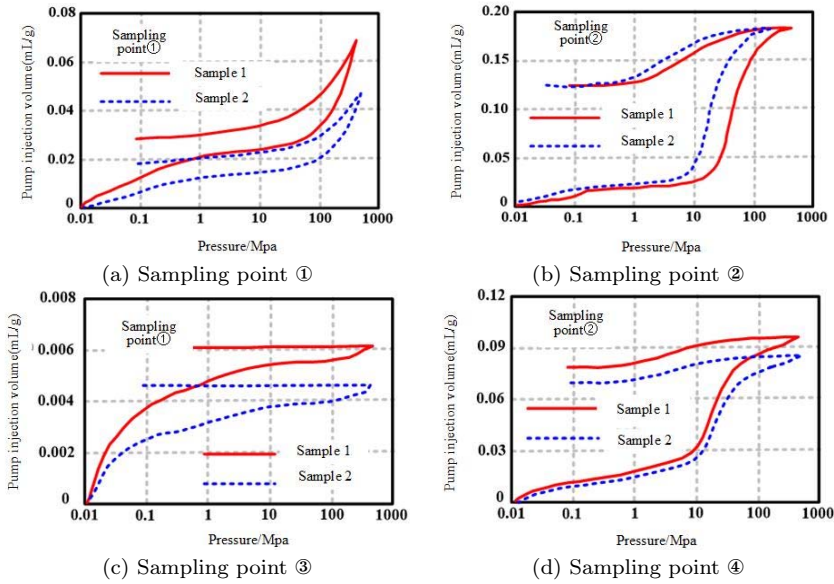 Pump injection volume(mL/g)
0.08
0.06
0.04
0.02
0
Sampling
point①
Sample 1
Sample 2
0.01 0.1 1 10 100 1000
Pressure/Mpa
(a) Sampling point ①
Pump injection volume(mL/g)
0.20
0.15
0.10
0.05
0
Sampling
point②
Sample 1
Sample 2
0.01 0.1 1 10 100 1000
Pressure/Mpa
(b) Sampling point ②
Pump injection volume(mL/g)
0.008
0.006
0.004
0.002
0
Sampling
point①
Sample 1
Sample 2
0.01 0.1 1 10 100 1000
Pressure/Mpa
(c) Sampling point ③
Pump injection volume(mL/g)
0.12
0.09
0.06
0.03
0.00
Sampling
point②
Sample 1
Sample 2
0.01 0.1 1 10 100 1000
Pressure/Mpa
(d) Sampling point ④